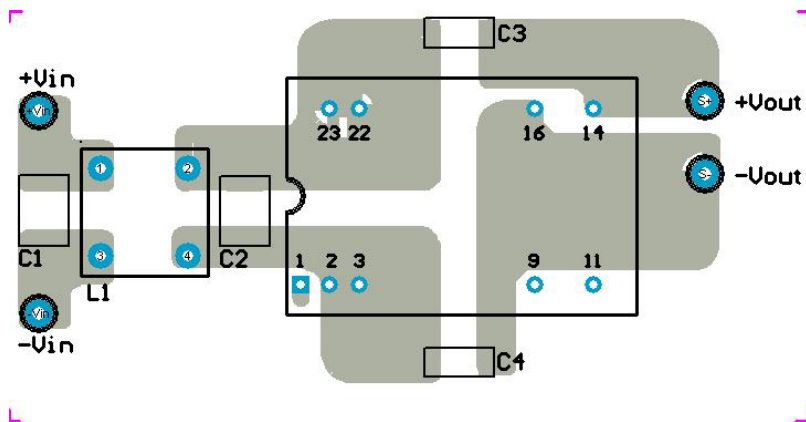 C3
+Vin
+Vin
S+
+Vout
23 22 16 14
1 2
S-
-Vout
3 4
C1 C2
1 2 3 9 11
L1
-Vin
-Vin
C4